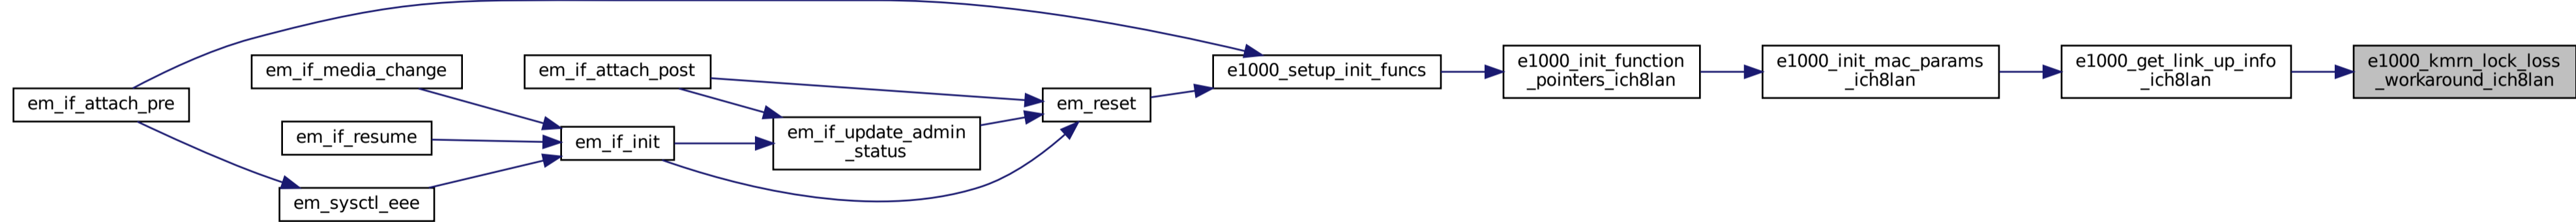 em_if_attach_pre
em_if_media_change
em_if_resume
em_sysctl_eee
em_if_attach_post
em_if_init
em_if_update_admin
_status
em_reset
e1000_setup_init_funcs
e1000_init_function
_pointers_ich8lan
e1000_init_mac_params
_ich8lan
e1000_get_link_up_info
_ich8lan
e1000_kmrn_lock_loss
_workaround_ich8lan